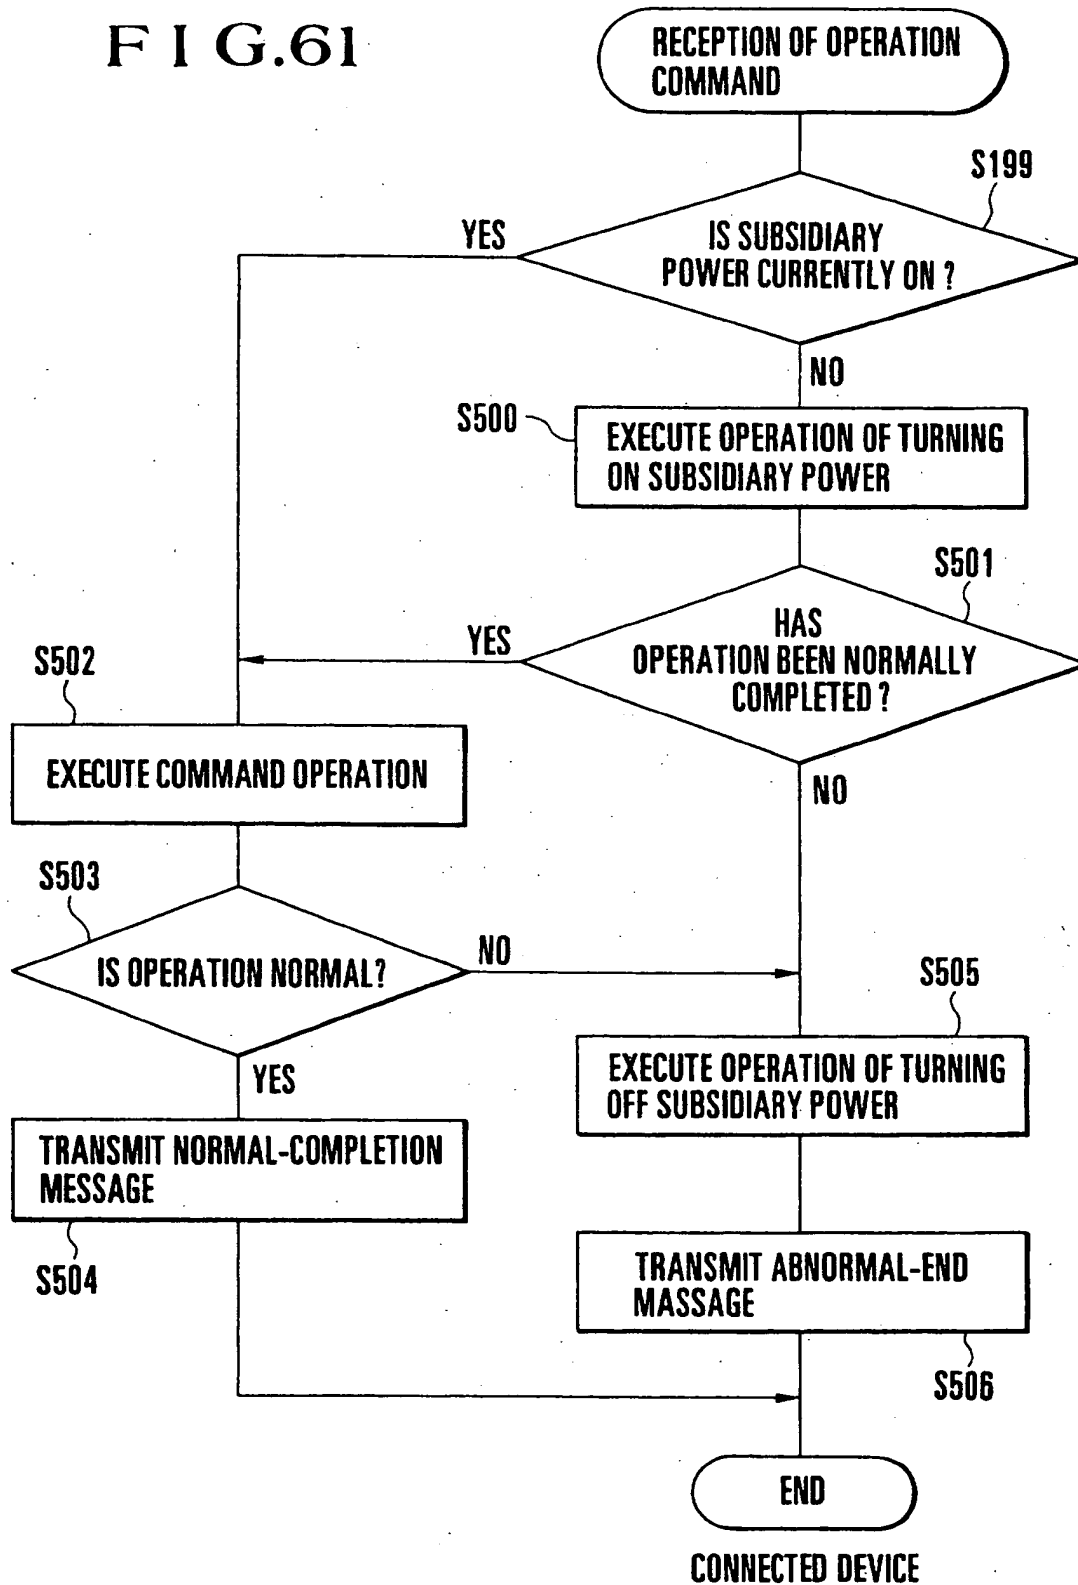 FIG.61
RECEPTION OF OPERATION
COMMAND
S199
YES
IS SUBSIDIARY
POWER CURRENTLY ON ?
NO
S500
EXECUTE OPERATION OF TURNING
ON SUBSIDIARY POWER
S501
YES
HAS
OPERATION BEEN NORMALLY
COMPLETED ?
NO
S502
EXECUTE COMMAND OPERATION
S503
IS OPERATION NORMAL?
NO
YES
S505
EXECUTE OPERATION OF TURNING
OFF SUBSIDIARY POWER
TRANSMIT NORMAL-COMPLETION
MESSAGE
S504
TRANSMIT ABNORMAL-END
MASSAGE
S506
END
CONNECTED DEVICE